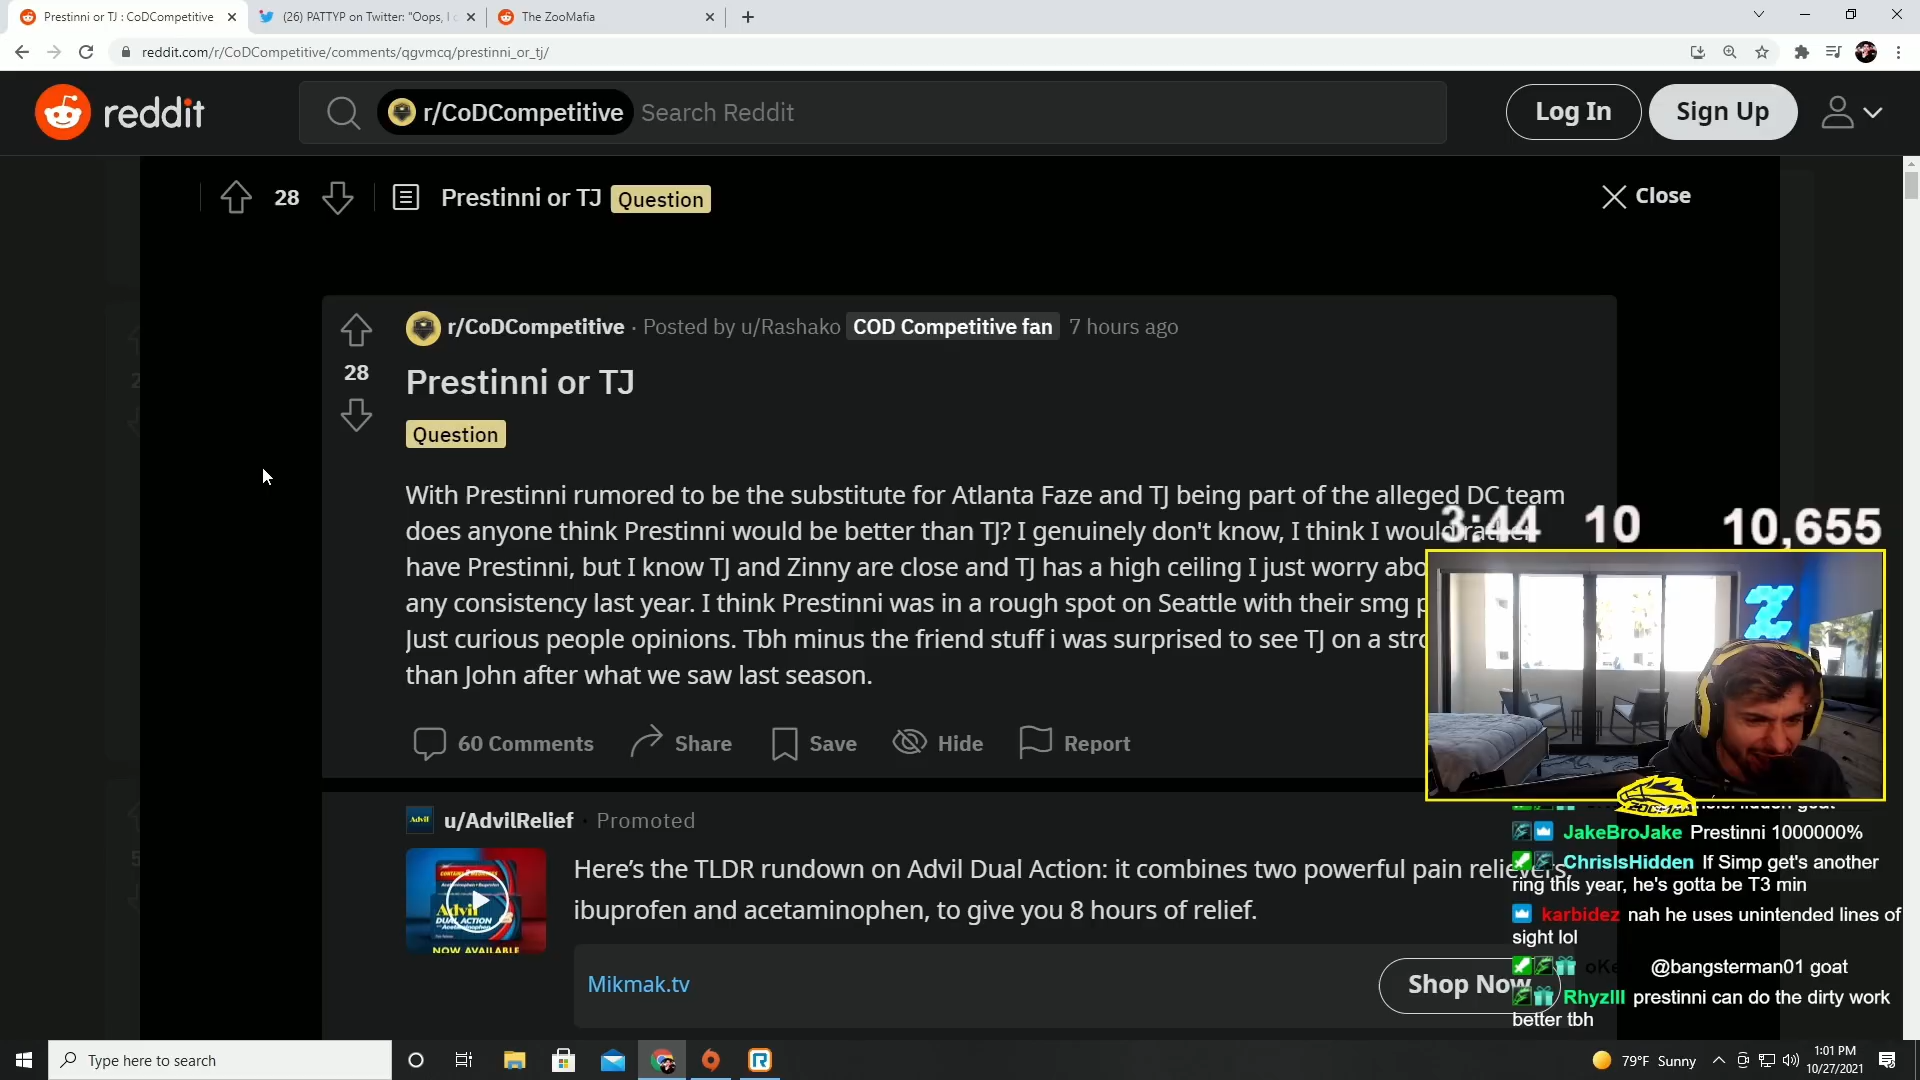 Prestinni or TJ : CoDCompetitive
(26) PATTYP on Twitter: "Oops, I c
The ZooMafia
reddit.com/r/CoDCompetitive/comments/qgvmcq/prestinni_or_tj/
reddit
r/CoDCompetitive Search Reddit
Log In
Sign Up
28
Prestinni or TJ Question
Close
r/CoDCompetitive · Posted by u/Rashako COD Competitive fan 7 hours ago
28
Prestinni or TJ
Question
With Prestinni rumored to be the substitute for Atlanta Faze and TJ being part of the alleged DC team
does anyone think Prestinni would be better than TJ? I genuinely don't know, I think I would rather
have Prestinni, but I know TJ and Zinny are close and TJ has a high ceiling I just worry abo
any consistency last year. I think Prestinni was in a rough spot on Seattle with their smg p
Just curious people opinions. Tbh minus the friend stuff i was surprised to see TJ on a stro
than John after what we saw last season.
3:44 10 10,655
60 Comments Share Save Hide Report
u/AdvilRelief · Promoted
Advil
Here's the TLDR rundown on Advil Dual Action: it combines two powerful pain relievers,
ibuprofen and acetaminophen, to give you 8 hours of relief.
Advil
DUAL ACTION
NOW AVAILABLE
Mikmak.tv
Shop Now
ZOOMAA
JakeBroJake Prestinni 1000000%
ChrisIsHidden If Simp get's another
ring this year, he's gotta be T3 min
karbidez nah he uses unintended lines of
sight lol
@bangsterman01 goat
RhyzIII prestinni can do the dirty work
better tbh
Type here to search
79°F Sunny
1:01 PM
10/27/2021